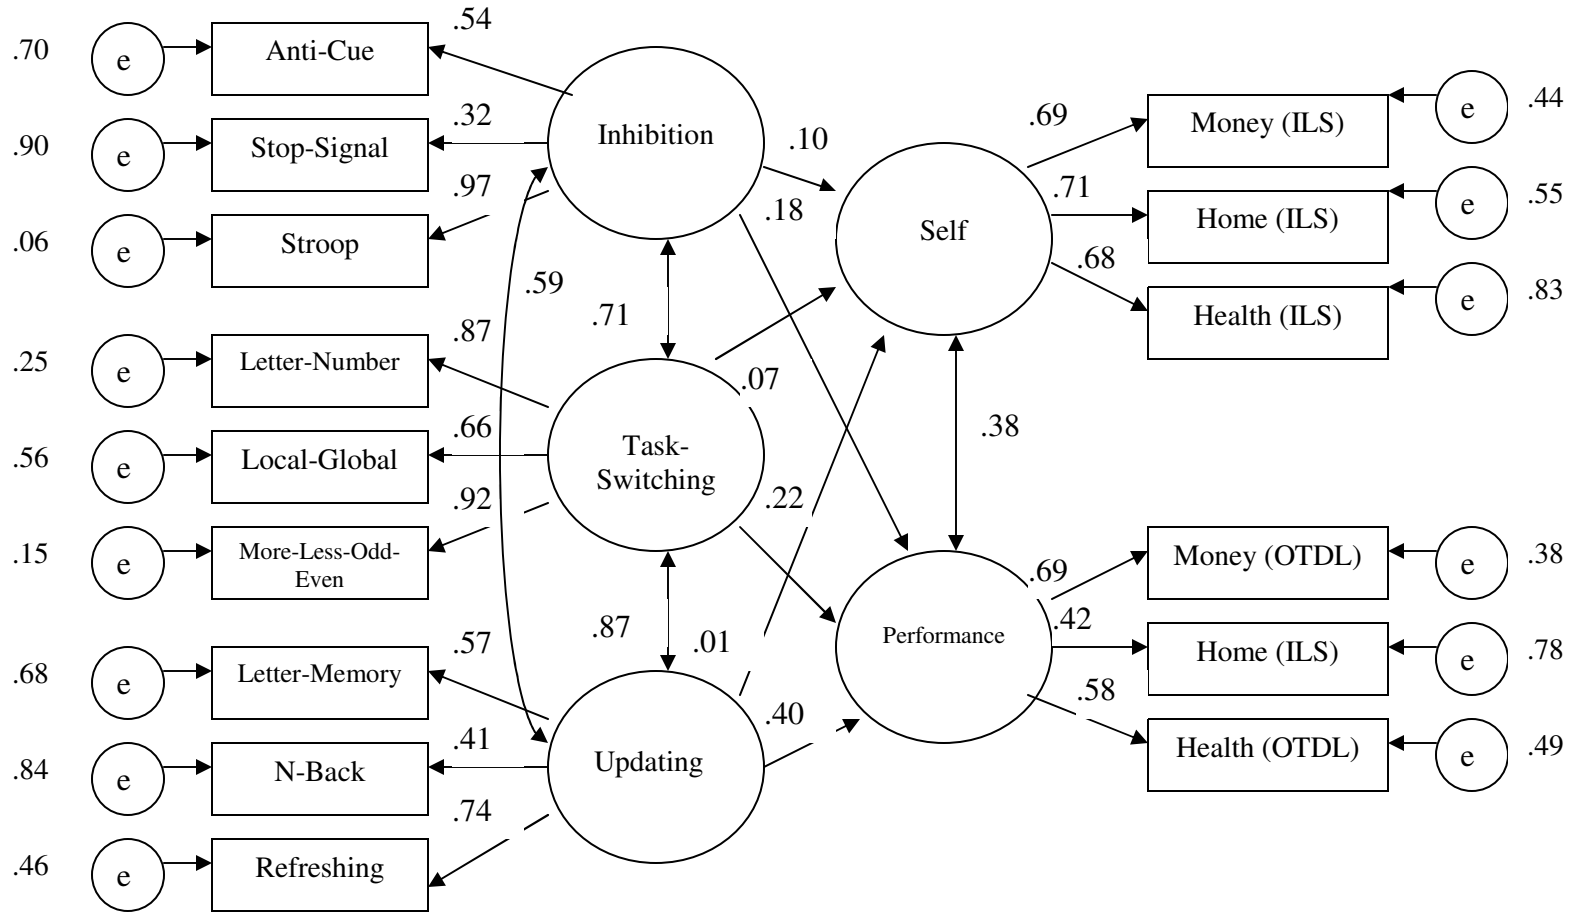 .70
e
Anti-Cue
.54
.90
e
Stop-Signal
.32
.06
e
Stroop
.97
.25
e
Letter-Number
.87
.56
e
Local-Global
.66
.15
e
More-Less-Odd-
Even
.92
.68
e
Letter-Memory
.57
.84
e
N-Back
.41
.46
e
Refreshing
.74
Inhibition
.59
.71
Task-
Switching
.87
Updating
.10
.18
.07
.22
.01
.40
Self
.38
Performance
.69
Money (ILS)
e
.44
.71
Home (ILS)
e
.55
.68
Health (ILS)
e
.83
.69
Money (OTDL)
e
.38
.42
Home (ILS)
e
.78
.58
Health (OTDL)
e
.49